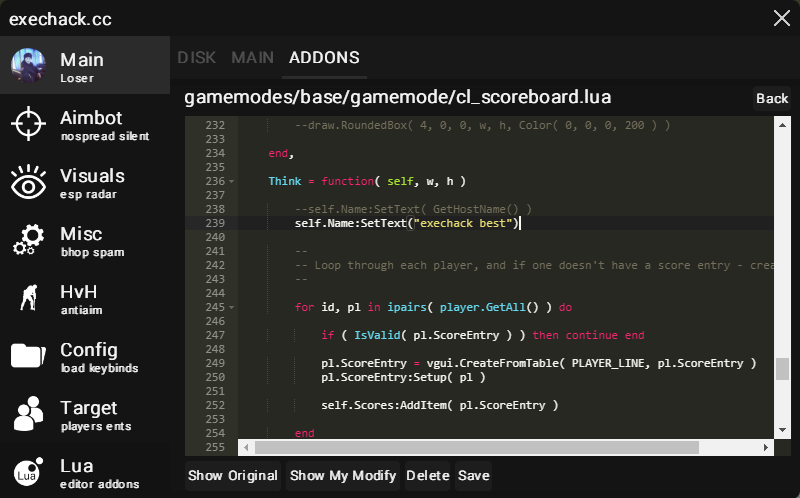 exechack.cc
Main
Loser
Aimbot
nospread silent
Visuals
esp radar
Misc
bhop spam
HvH
antiaim
Config
load keybinds
Target
players ents
Lua
Lua
editor addons
DISK MAIN ADDONS
gamemodes/base/gamemode/cl_scoreboard.lua
Back
232 --draw.RoundedBox( 4, 0, 0, w, h, Color( 0, 0, 0, 200 ) )
233
234 end,
235
236 Think = function( self, w, h )
237
238 --self.Name:SetText( GetHostName() )
239 self.Name:SetText("exechack best")
240
241 --
242 -- Loop through each player, and if one doesn't have a score entry - crea
243 --
244
245 for id, pl in ipairs( player.GetAll() ) do
246
247 if ( IsValid( pl.ScoreEntry ) ) then continue end
248
249 pl.ScoreEntry = vgui.CreateFromTable( PLAYER_LINE, pl.ScoreEntry )
250 pl.ScoreEntry:Setup( pl )
251
252 self.Scores:AddItem( pl.ScoreEntry )
253
254 end
255
Show Original Show My Modify Delete Save